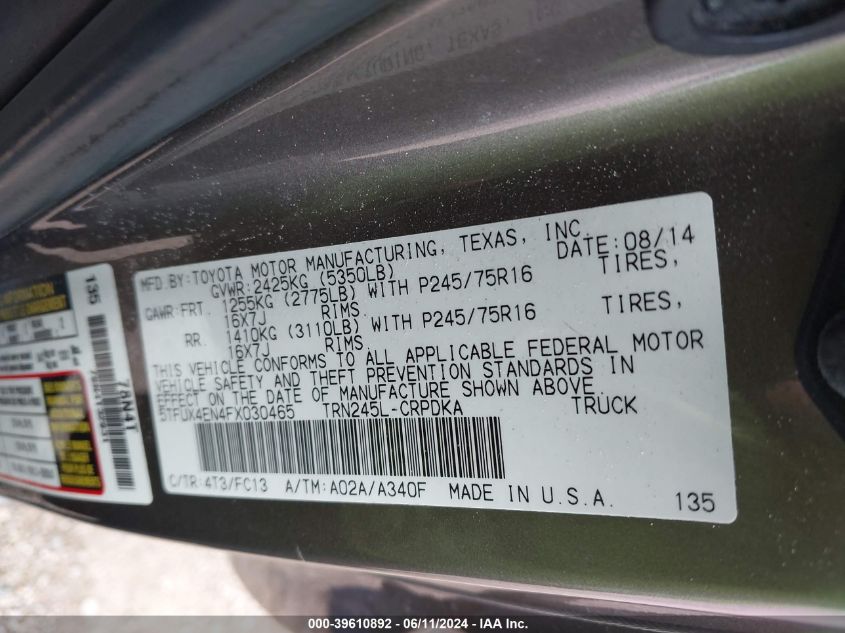 MFD.BY:TOYOTA MOTOR MANUFACTURING, TEXAS, INC. DATE:08/14
GVWR:2425KG (5350LB)
GAWR:FRT. 1255KG (2775LB) WITH P245/75R16 TIRES,
16X7J RIMS
RR. 1410KG (3110LB) WITH P245/75R16 TIRES,
16X7J RIMS
THIS VEHICLE CONFORMS TO ALL APPLICABLE FEDERAL MOTOR
VEHICLE SAFETY AND THEFT PREVENTION STANDARDS IN
EFFECT ON THE DATE OF MANUFACTURE SHOWN ABOVE.
5TFUX4EN4FX030465 TRN245L-CRPDKA TRUCK
C/TR:4T3/FC13 A/TM:A02A/A340F MADE IN U.S.A.
135
135
78N41
000-39610892 - 06/11/2024 - IAA Inc.